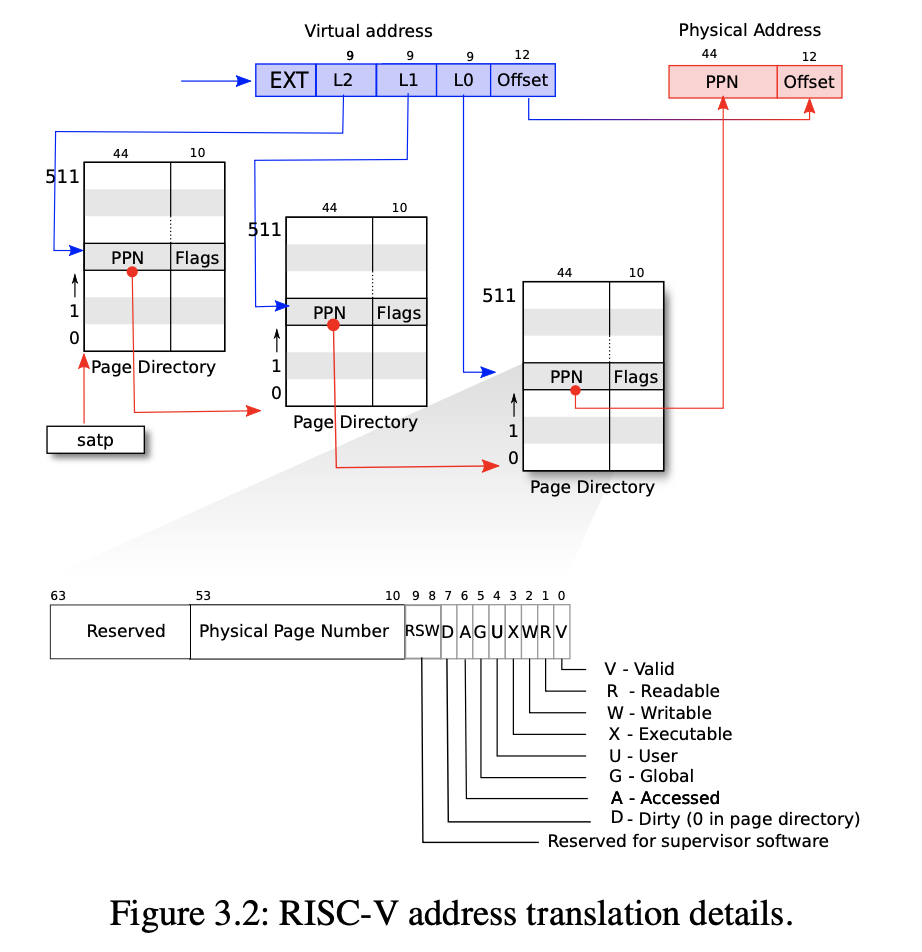 Virtual address
Physical Address
9 9 9 12
44 12
EXT L2 L1 L0 Offset
PPN Offset
44 10
511
PPN Flags
1
0
Page Directory
satp
44 10
511
PPN Flags
1
0
Page Directory
44 10
511
PPN Flags
1
0
Page Directory
63 53 10 9 8 7 6 5 4 3 2 1 0
Reserved Physical Page Number RSW D A G U X W R V
V - Valid
R - Readable
W - Writable
X - Executable
U - User
G - Global
A - Accessed
D - Dirty (0 in page directory)
Reserved for supervisor software
Figure 3.2: RISC-V address translation details.